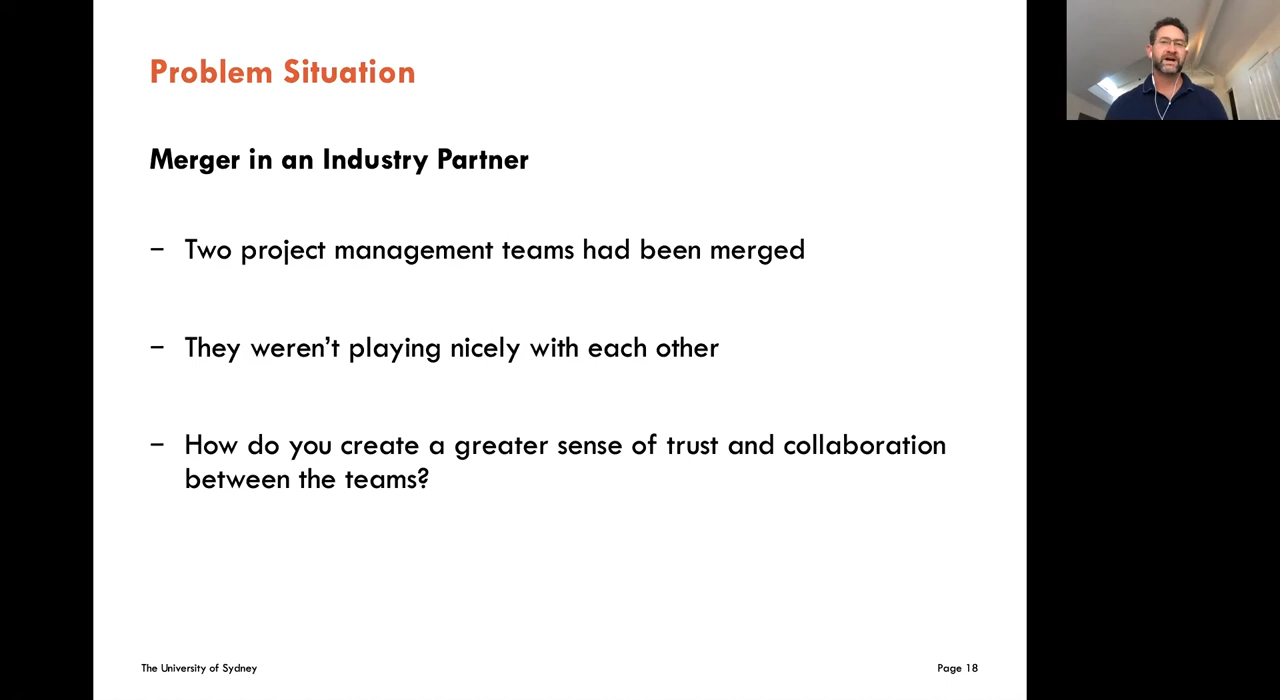 Problem Situation
Merger in an Industry Partner
– Two project management teams had been merged
– They weren’t playing nicely with each other
– How do you create a greater sense of trust and collaboration
between the teams?
The University of Sydney
Page 18